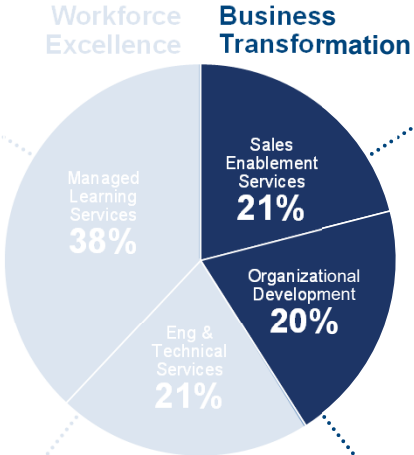 Workforce
Excellence
Business
Transformation
Sales
Enablement
Services
21%
Managed
Learning
Services
38%
Organizational
Development
20%
Eng &
Technical
Services
21%